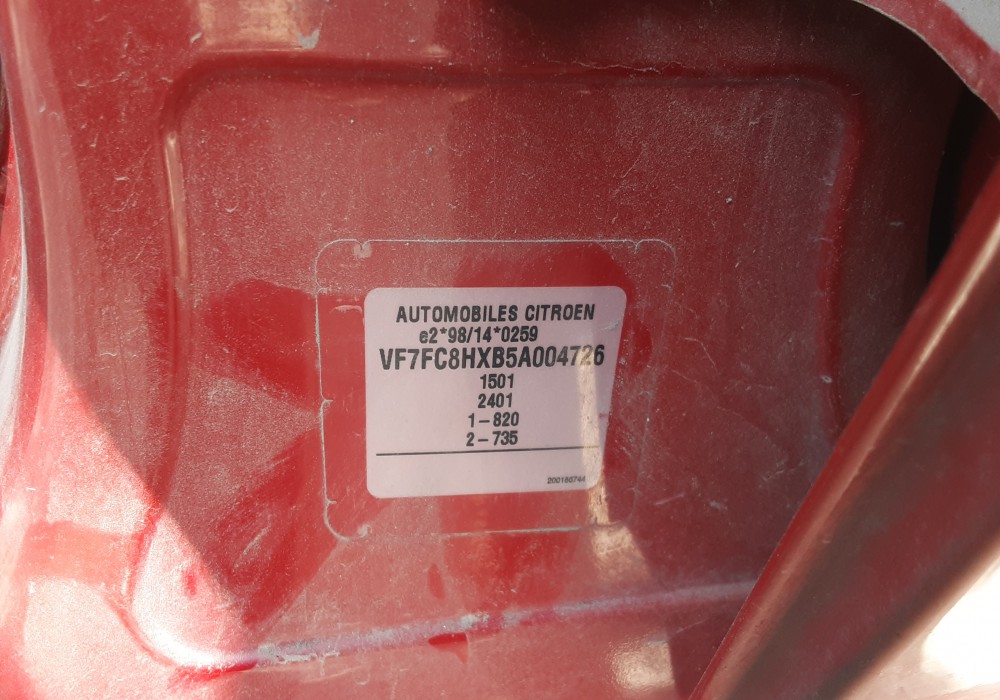 AUTOMOBILES CITROEN
e2*98/14*0259
VF7FC8HXB5A004726
1501
2401
1-820
2-735
200180744